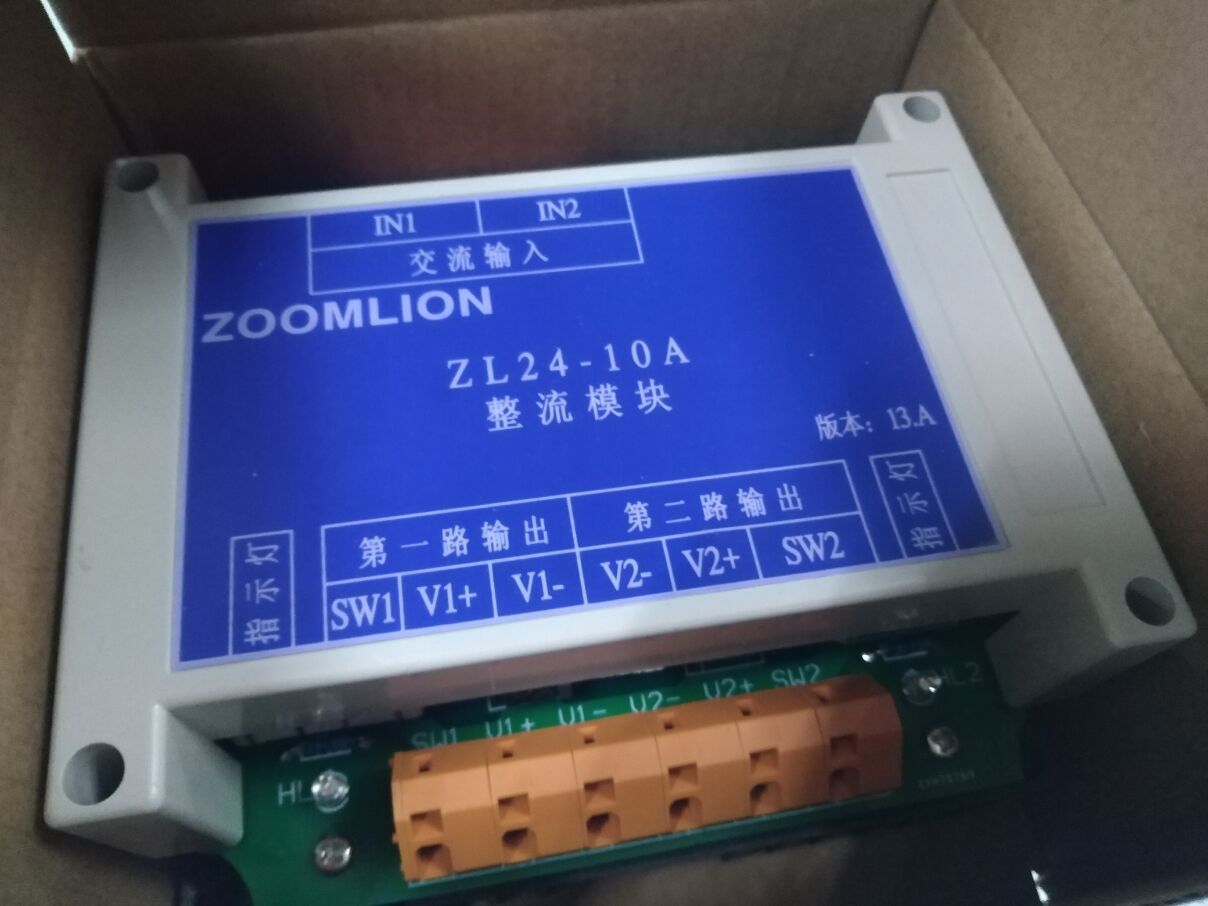 IN1 IN2
交流输入
ZOOMLION
ZL24-10A
整流模块
版本：13.A
指示灯
第一路输出 第二路输出
SW1 V1+ V1- V2- V2+ SW2
指示灯
SW1 V1+ V1- V2- V2+ SW2
HL2